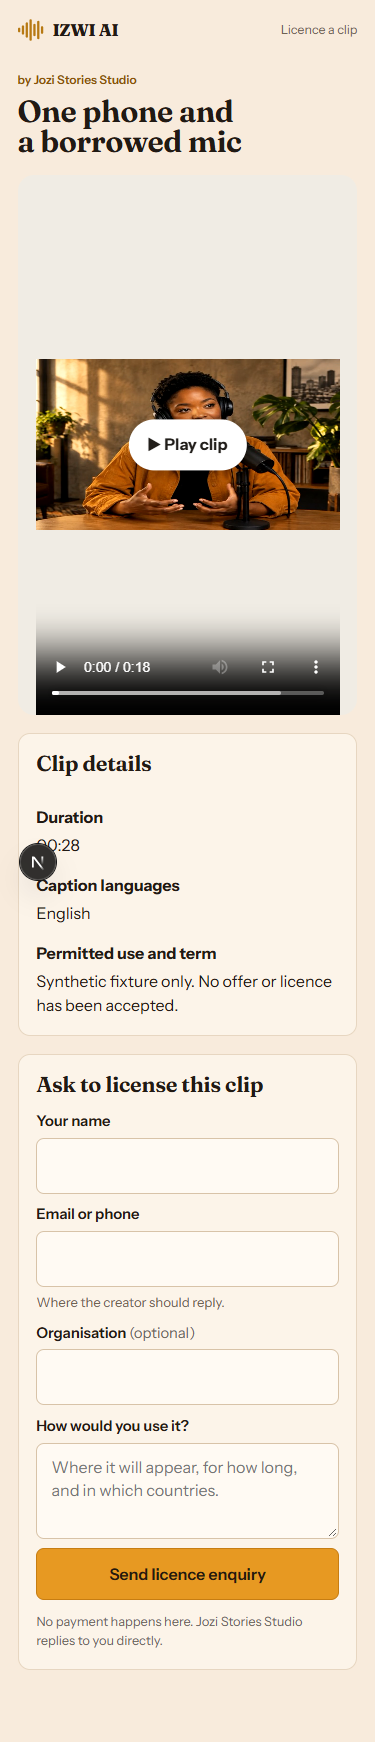 IZWI AI
Licence a clip
by Jozi Stories Studio
One phone and
a borrowed mic
Play clip
0:00 / 0:18
Clip details
Duration
00:28
N
Caption languages
English
Permitted use and term
Synthetic fixture only. No offer or licence
has been accepted.
Ask to license this clip
Your name
Email or phone
Where the creator should reply.
Organisation (optional)
How would you use it?
Where it will appear, for how long,
and in which countries.
Send licence enquiry
No payment happens here. Jozi Stories Studio
replies to you directly.